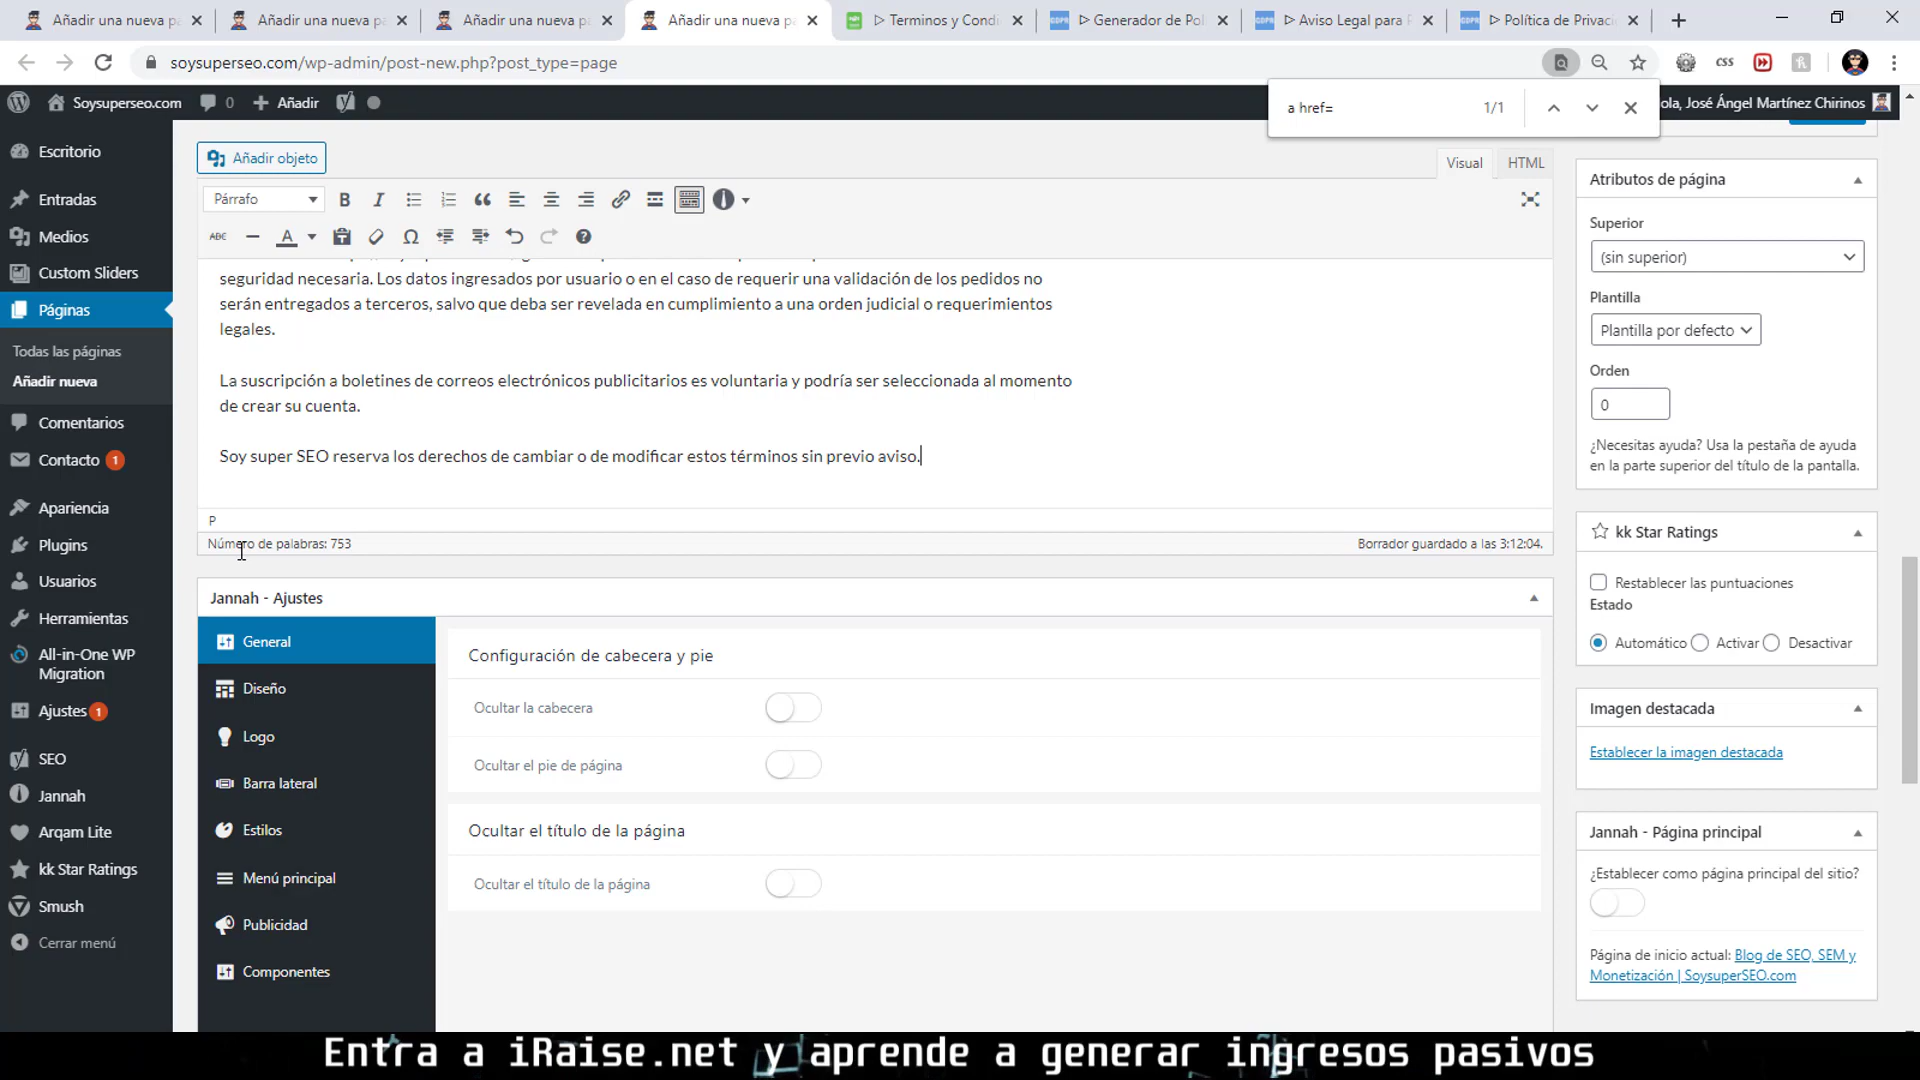 Añadir una nueva p
Añadir una nueva pa
Añadir una nueva pa
Añadir una nueva pa
▷ Terminos y Condi
▷ Generador de Pol
▷ Aviso Legal para
▷ Política de Privaci
soysuperseo.com/wp-admin/post-new.php?post_type=page
CSS
a href=
1/1
Soysuperseo.com
0
Añadir
ola, José Ángel Martínez Chirinos
Escritorio
Entradas
Medios
Custom Sliders
Páginas
Todas las páginas
Añadir nueva
Comentarios
Contacto 1
Apariencia
Plugins
Usuarios
Herramientas
All-in-One WP
Migration
Ajustes 1
SEO
Jannah
Arqam Lite
kk Star Ratings
Smush
Cerrar menú
Añadir objeto
Visual
HTML
Párrafo
B I
ABC
A
seguridad necesaria. Los datos ingresados por usuario o en el caso de requerir una validación de los pedidos no
serán entregados a terceros, salvo que deba ser revelada en cumplimiento a una orden judicial o requerimientos
legales.
La suscripción a boletines de correos electrónicos publicitarios es voluntaria y podría ser seleccionada al momento
de crear su cuenta.
Soy super SEO reserva los derechos de cambiar o de modificar estos términos sin previo aviso.
P
Número de palabras: 753
Borrador guardado a las 3:12:04.
Jannah - Ajustes
General
Diseño
Logo
Barra lateral
Estilos
Menú principal
Publicidad
Componentes
Configuración de cabecera y pie
Ocultar la cabecera
Ocultar el pie de página
Ocultar el título de la página
Ocultar el título de la página
Atributos de página
Superior
(sin superior)
Plantilla
Plantilla por defecto
Orden
0
¿Necesitas ayuda? Usa la pestaña de ayuda
en la parte superior del título de la pantalla.
kk Star Ratings
Restablecer las puntuaciones
Estado
Automático Activar Desactivar
Imagen destacada
Establecer la imagen destacada
Jannah - Página principal
¿Establecer como página principal del sitio?
Página de inicio actual: Blog de SEO, SEM y
Monetización | SoysuperSEO.com
Entra a iRaise.net y aprende a generar ingresos pasivos